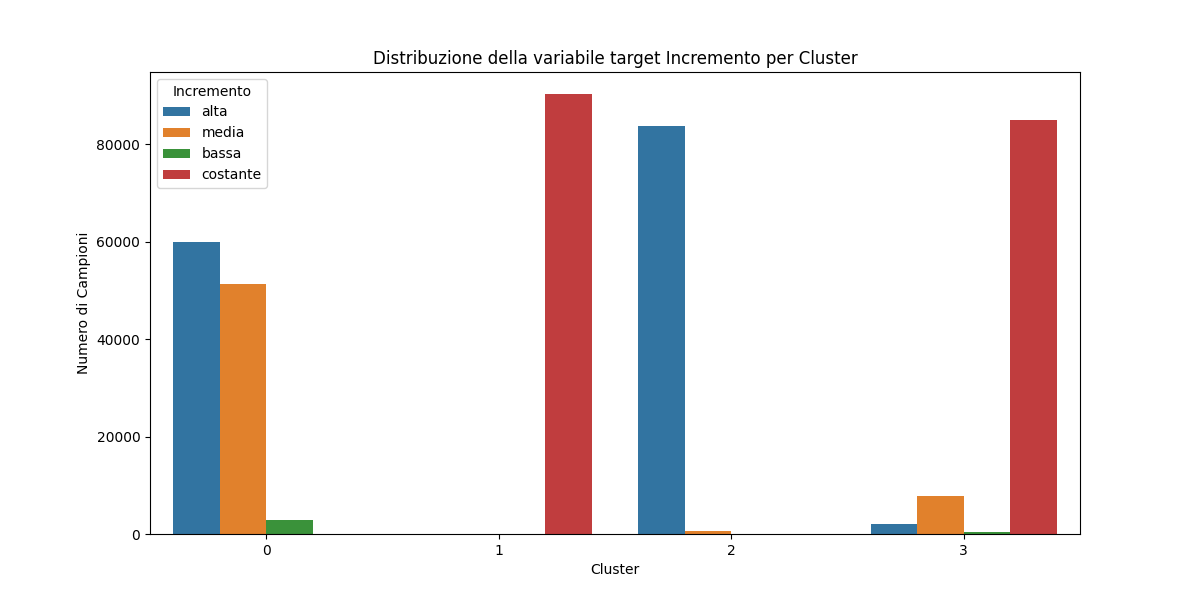 Distribuzione della variabile target Incremento per Cluster
Incremento
alta
media
bassa
costante
Numero di Campioni
80000
60000
40000
20000
0
0 1 2 3
Cluster